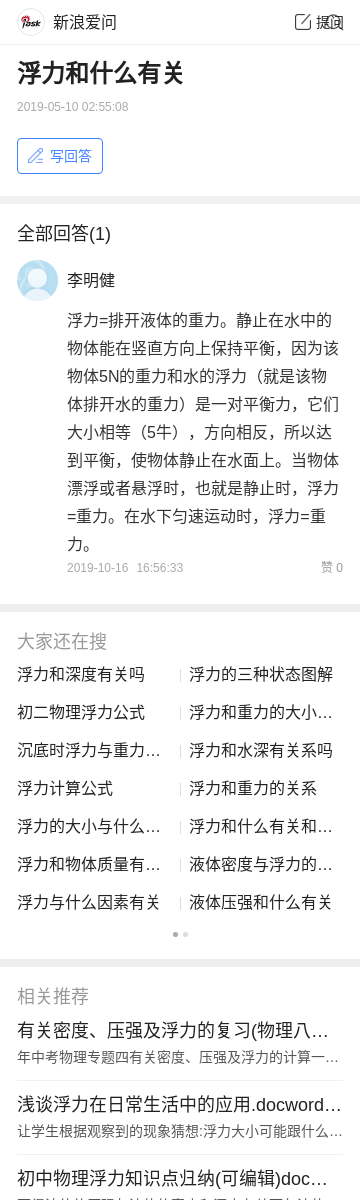 iask 新浪爱问 提问
浮力和什么有关
2019-05-10 02:55:08
写回答
全部回答(1)
李明健
浮力=排开液体的重力。静止在水中的
物体能在竖直方向上保持平衡，因为该
物体5N的重力和水的浮力（就是该物
体排开水的重力）是一对平衡力，它们
大小相等（5牛），方向相反，所以达
到平衡，使物体静止在水面上。当物体
漂浮或者悬浮时，也就是静止时，浮力
=重力。在水下匀速运动时，浮力=重
力。
2019-10-16 16:56:33 赞 0
大家还在搜
浮力和深度有关吗 浮力的三种状态图解
初二物理浮力公式 浮力和重力的大小…
沉底时浮力与重力… 浮力和水深有关系吗
浮力计算公式 浮力和重力的关系
浮力的大小与什么… 浮力和什么有关和…
浮力和物体质量有… 液体密度与浮力的…
浮力与什么因素有关 液体压强和什么有关
相关推荐
有关密度、压强及浮力的复习(物理八…
年中考物理专题四有关密度、压强及浮力的计算一…
浅谈浮力在日常生活中的应用.docword…
让学生根据观察到的现象猜想:浮力大小可能跟什么…
初中物理浮力知识点归纳(可编辑)doc…